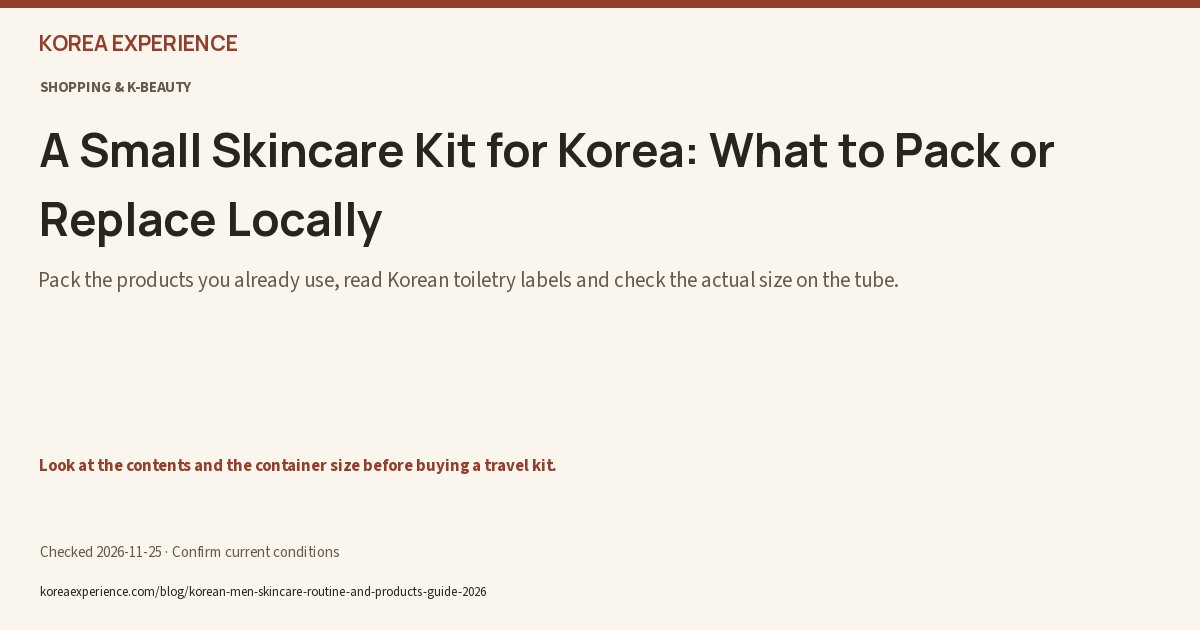 KOREA EXPERIENCE
SHOPPING & K-BEAUTY
A Small Skincare Kit for Korea: What to Pack or
Replace Locally
Pack the products you already use, read Korean toiletry labels and check the actual size on the tube.
Look at the contents and the container size before buying a travel kit.
Checked 2026-11-25 · Confirm current conditions
koreaexperience.com/blog/korean-men-skincare-routine-and-products-guide-2026